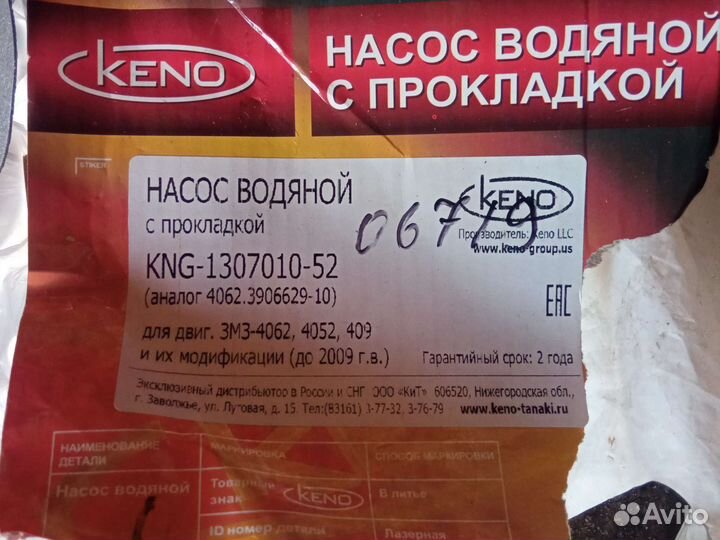 KENO
НАСОС ВОДЯНОЙ
С ПРОКЛАДКОЙ
STIKER
НАСОС ВОДЯНОЙ
с прокладкой
KENO
06719
Производитель: Keno LLC
www.keno-group.us
KNG-1307010-52
(аналог 4062.3906629-10)
EAC
для двиг. ЗМЗ-4062, 4052, 409
и их модификации (до 2009 г.в.)
Гарантийный срок: 2 года
Эксклюзивный дистрибьютор в России и СНГ ООО «КиТ» 606520, Нижегородская обл.,
г. Заволжье, ул. Луговая, д. 15. Тел:(83161) 3-77-32, 3-76-79 www.keno-tanaki.ru
НАИМЕНОВАНИЕ ДЕТАЛИ
МАРКИРОВКА
СПОСОБ МАРКИРОВКИ
Насос водяной
Товарный знак
KENO
В литье
ID номер детали
Лазерная
Avito